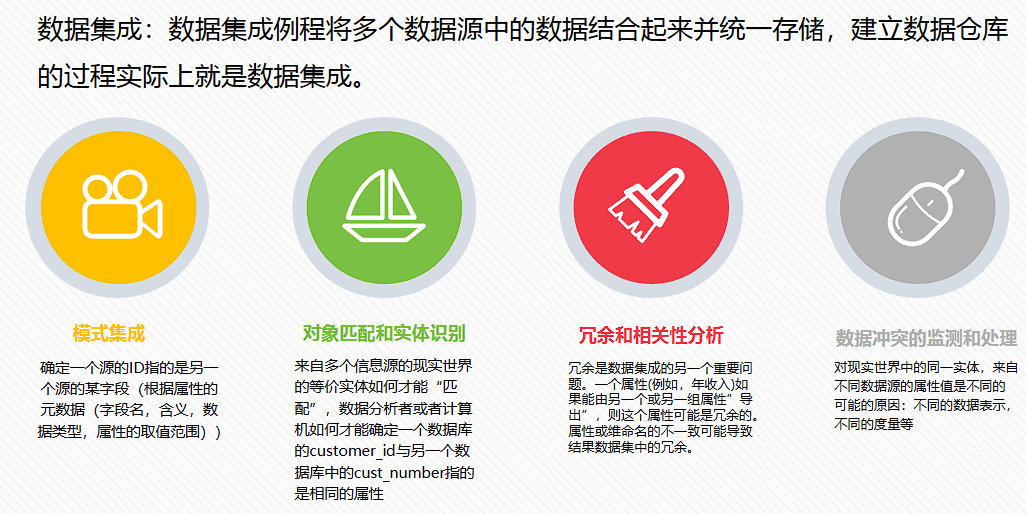 数据集成：数据集成例程将多个数据源中的数据结合起来并统一存储，建立数据仓库
的过程实际上就是数据集成。
模式集成
确定一个源的ID指的是另一
个源的某字段（根据属性的
元数据（字段名，含义，数
据类型，属性的取值范围））
对象匹配和实体识别
来自多个信息源的现实世界
的等价实体如何才能“匹
配”，数据分析者或者计算
机如何才能确定一个数据库
的customer_id与另一个数
据库中的cust_number指的
是相同的属性
冗余和相关性分析
冗余是数据集成的另一个重要问
题。一个属性(例如，年收入)如
果能由另一个或另一组属性”导
出”，则这个属性可能是冗余的。
属性或维命名的不一致可能导致
结果数据集中的冗余。
数据冲突的监测和处理
对现实世界中的同一实体，来自
不同数据源的属性值是不同的
可能的原因：不同的数据表示，
不同的度量等